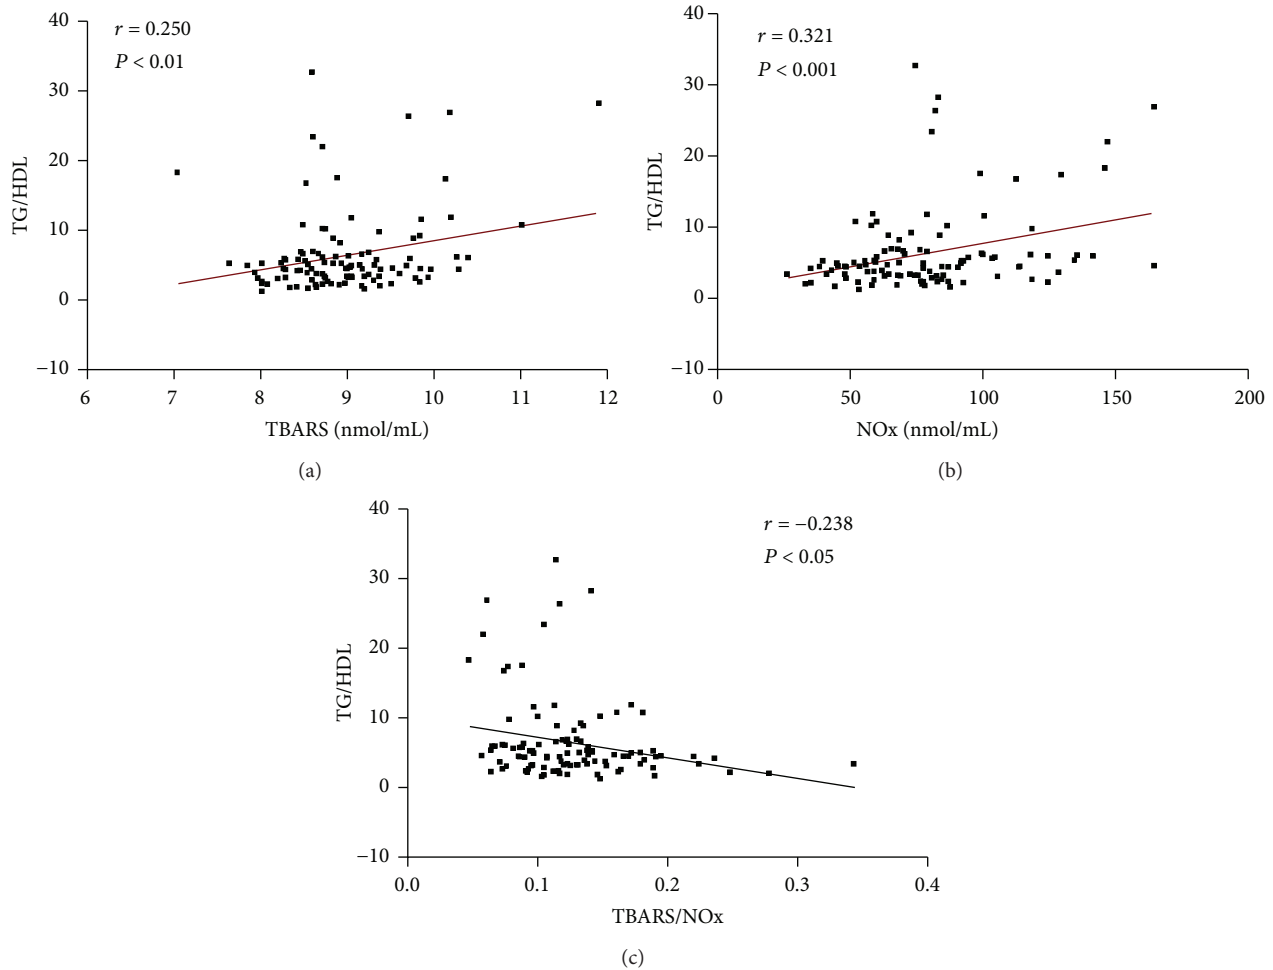 40
30
20
10
0
−10
TG/HDL
r = 0.250
P < 0.01
6 7 8 9 10 11 12
TBARS (nmol/mL)
(a)
40
30
20
10
0
−10
TG/HDL
r = 0.321
P < 0.001
0 50 100 150 200
NOx (nmol/mL)
(b)
40
30
20
10
0
−10
TG/HDL
r = −0.238
P < 0.05
0.0 0.1 0.2 0.3 0.4
TBARS/NOx
(c)